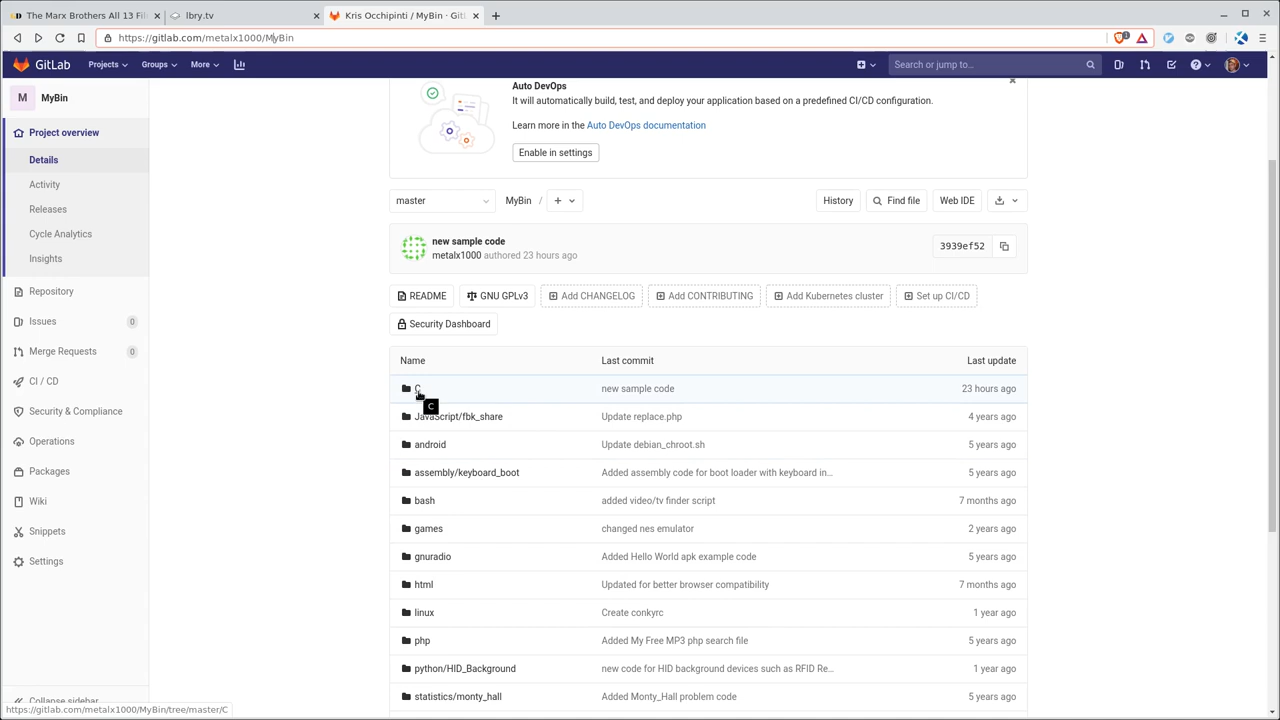 The Marx Brothers All 13 Fil
lbry.tv
Kris Occhipinti / MyBin · GitL
https://gitlab.com/metalx1000/MyBin
1
GitLab
Projects
Groups
More
Search or jump to...
M
MyBin
Project overview
Details
Activity
Releases
Cycle Analytics
Insights
Repository
Issues 0
Merge Requests 0
CI / CD
Security & Compliance
Operations
Packages
Wiki
Snippets
Settings
Collapse sidebar
Auto DevOps
It will automatically build, test, and deploy your application based on a predefined CI/CD configuration.
Learn more in the Auto DevOps documentation
Enable in settings
master
MyBin /
+
History
Find file
Web IDE
new sample code
metalx1000 authored 23 hours ago
3939ef52
README
GNU GPLv3
Add CHANGELOG
Add CONTRIBUTING
Add Kubernetes cluster
Set up CI/CD
Security Dashboard
Name Last commit Last update
C new sample code 23 hours ago
C
JavaScript/fbk_share Update replace.php 4 years ago
android Update debian_chroot.sh 5 years ago
assembly/keyboard_boot Added assembly code for boot loader with keyboard in… 5 years ago
bash added video/tv finder script 7 months ago
games changed nes emulator 2 years ago
gnuradio Added Hello World apk example code 5 years ago
html Updated for better browser compatibility 7 months ago
linux Create conkyrc 1 year ago
php Added My Free MP3 php search file 5 years ago
python/HID_Background new code for HID background devices such as RFID Re… 1 year ago
statistics/monty_hall Added Monty_Hall problem code 5 years ago
https://gitlab.com/metalx1000/MyBin/tree/master/C